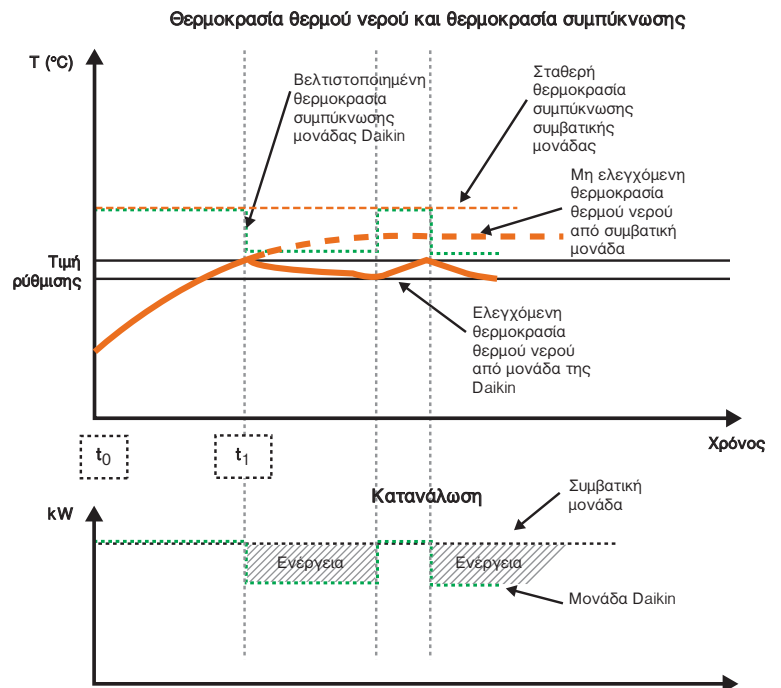 Θερμοκρασία θερμού νερού και θερμοκρασία συμπύκνωσης
T (°C)
Βελτιστοποιημένη
θερμοκρασία
συμπύκνωσης
μονάδας Daikin
Σταθερή
θερμοκρασία
συμπύκνωσης
συμβατικής
μονάδας
Μη ελεγχόμενη
θερμοκρασία
θερμού νερού
από συμβατική
μονάδα
Τιμή
ρύθμισης
Ελεγχόμενη
θερμοκρασία
θερμού νερού
από μονάδα της
Daikin
Χρόνος
t0
t1
Κατανάλωση
kW
Συμβατική
μονάδα
Ενέργεια
Ενέργεια
Μονάδα Daikin